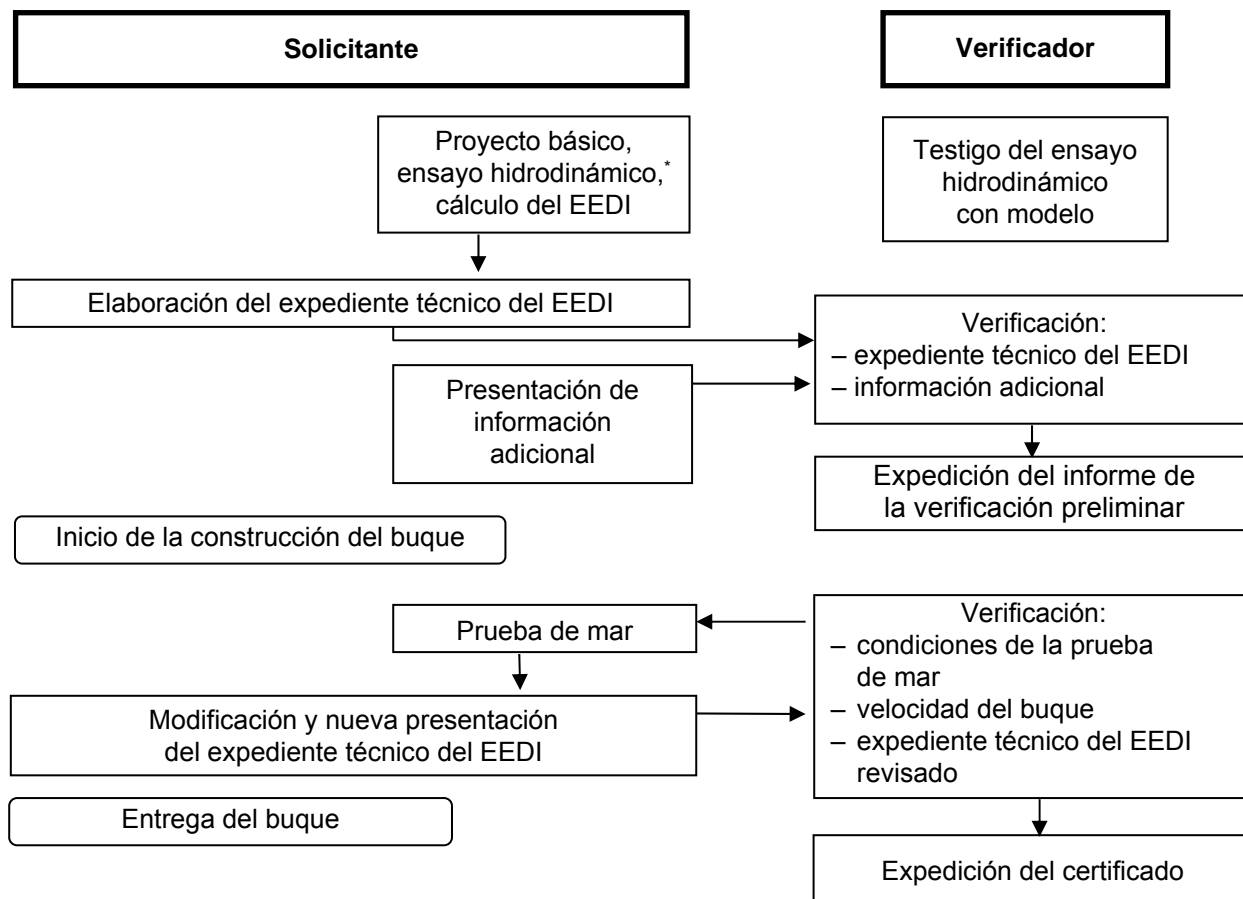 Solicitante
Verificador
Proyecto básico,
ensayo hidrodinámico,*
cálculo del EEDI
Testigo del ensayo
hidrodinámico
con modelo
Elaboración del expediente técnico del EEDI
Verificación:
– expediente técnico del EEDI
– información adicional
Presentación de
información
adicional
Expedición del informe de
la verificación preliminar
Inicio de la construcción del buque
Prueba de mar
Verificación:
– condiciones de la prueba
de mar
– velocidad del buque
– expediente técnico del EEDI
revisado
Modificación y nueva presentación
del expediente técnico del EEDI
Entrega del buque
Expedición del certificado